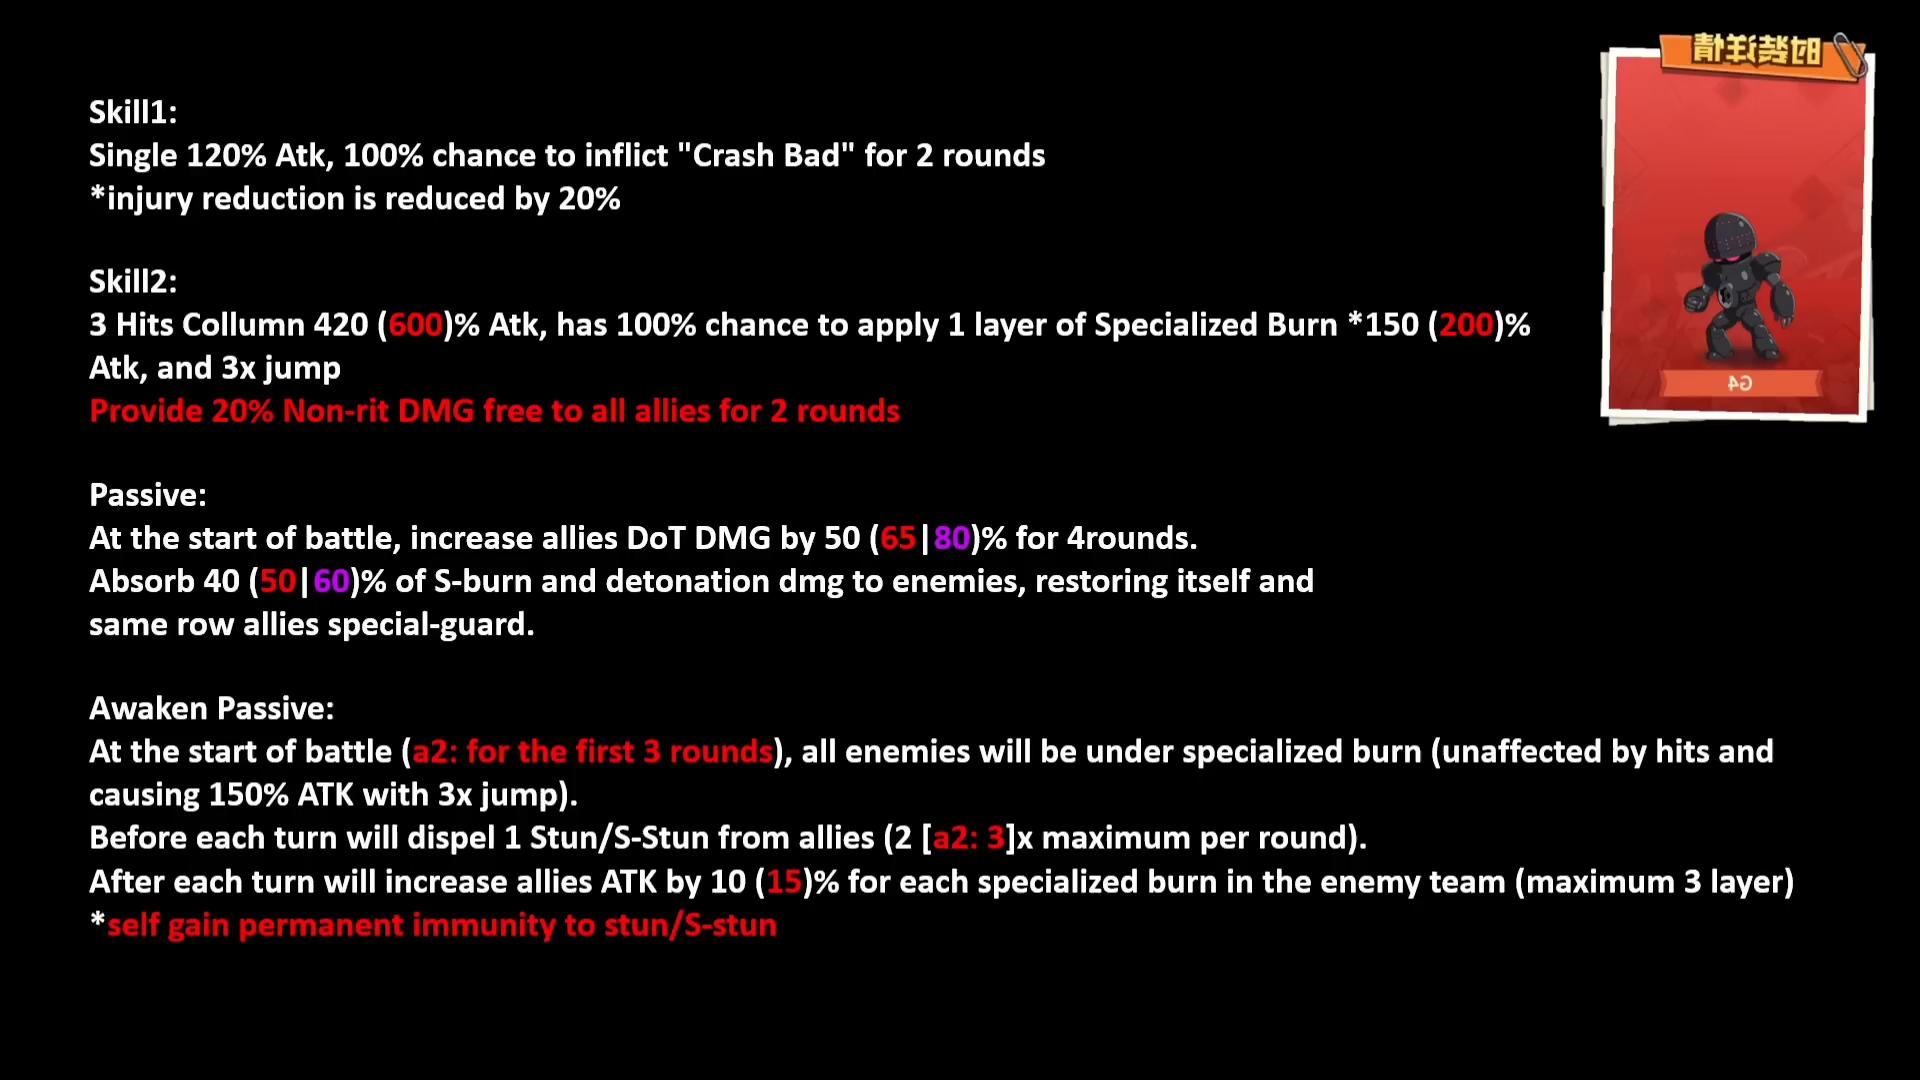 时装详情
Skill1:
Single 120% Atk, 100% chance to inflict "Crash Bad" for 2 rounds
*injury reduction is reduced by 20%
Skill2:
3 Hits Collumn 420 (600)% Atk, has 100% chance to apply 1 layer of Specialized Burn *150 (200)%
Atk, and 3x jump
Provide 20% Non-rit DMG free to all allies for 2 rounds
G4
Passive:
At the start of battle, increase allies DoT DMG by 50 (65|80)% for 4rounds.
Absorb 40 (50|60)% of S-burn and detonation dmg to enemies, restoring itself and
same row allies special-guard.
Awaken Passive:
At the start of battle (a2: for the first 3 rounds), all enemies will be under specialized burn (unaffected by hits and
causing 150% ATK with 3x jump).
Before each turn will dispel 1 Stun/S-Stun from allies (2 [a2: 3]x maximum per round).
After each turn will increase allies ATK by 10 (15)% for each specialized burn in the enemy team (maximum 3 layer)
*self gain permanent immunity to stun/S-stun